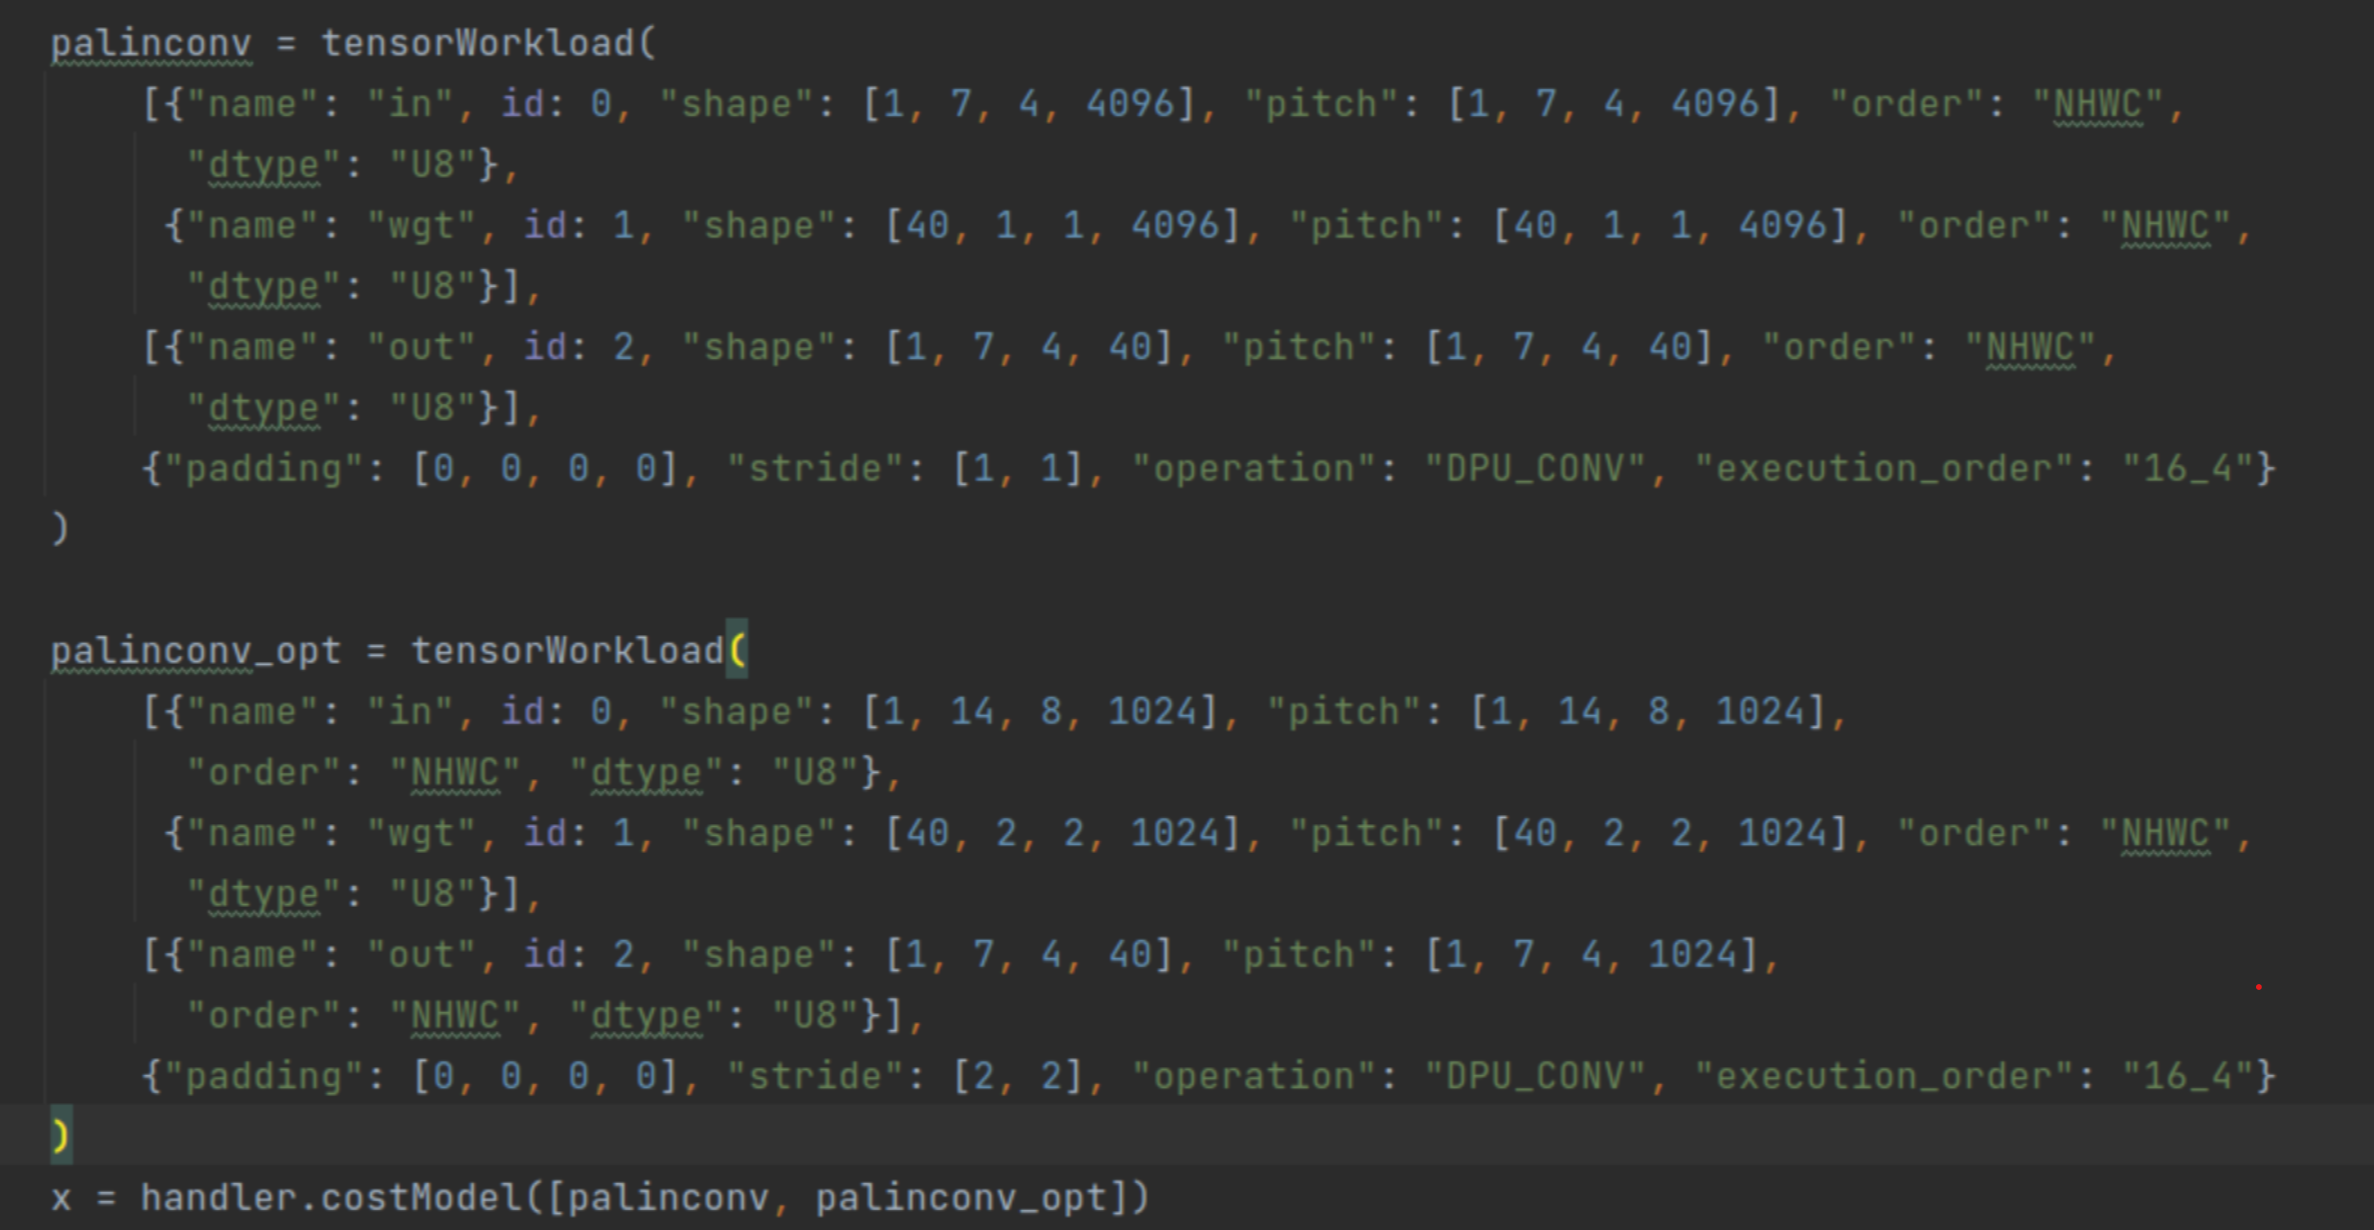 palinconv = tensorWorkload(
[{"name": "in", id: 0, "shape": [1, 7, 4, 4096], "pitch": [1, 7, 4, 4096], "order": "NHWC",
"dtype": "U8"},
{"name": "wgt", id: 1, "shape": [40, 1, 1, 4096], "pitch": [40, 1, 1, 4096], "order": "NHWC",
"dtype": "U8"}],
[{"name": "out", id: 2, "shape": [1, 7, 4, 40], "pitch": [1, 7, 4, 40], "order": "NHWC",
"dtype": "U8"}],
{"padding": [0, 0, 0, 0], "stride": [1, 1], "operation": "DPU_CONV", "execution_order": "16_4"}
)
palinconv_opt = tensorWorkload(
[{"name": "in", id: 0, "shape": [1, 14, 8, 1024], "pitch": [1, 14, 8, 1024],
"order": "NHWC", "dtype": "U8"},
{"name": "wgt", id: 1, "shape": [40, 2, 2, 1024], "pitch": [40, 2, 2, 1024], "order": "NHWC",
"dtype": "U8"}],
[{"name": "out", id: 2, "shape": [1, 7, 4, 40], "pitch": [1, 7, 4, 1024],
"order": "NHWC", "dtype": "U8"}],
{"padding": [0, 0, 0, 0], "stride": [2, 2], "operation": "DPU_CONV", "execution_order": "16_4"}
)
x = handler.costModel([palinconv, palinconv_opt])